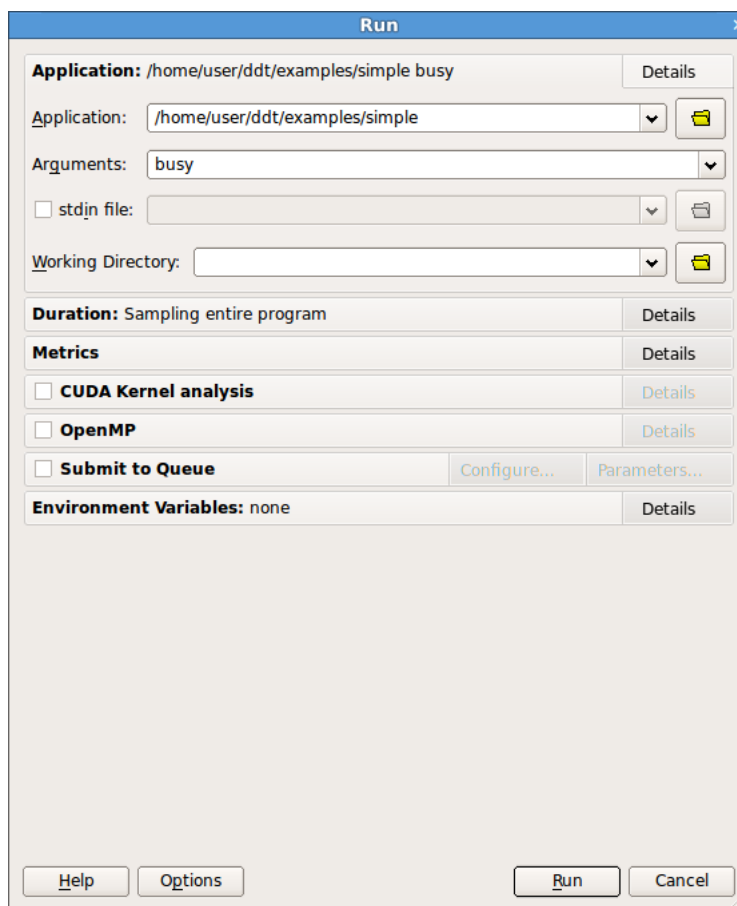 Run
Application: /home/user/ddt/examples/simple busy Details
Application: /home/user/ddt/examples/simple
Arguments: busy
stdin file:
Working Directory:
Duration: Sampling entire program Details
Metrics Details
CUDA Kernel analysis Details
OpenMP Details
Submit to Queue Configure... Parameters...
Environment Variables: none Details
Help Options Run Cancel